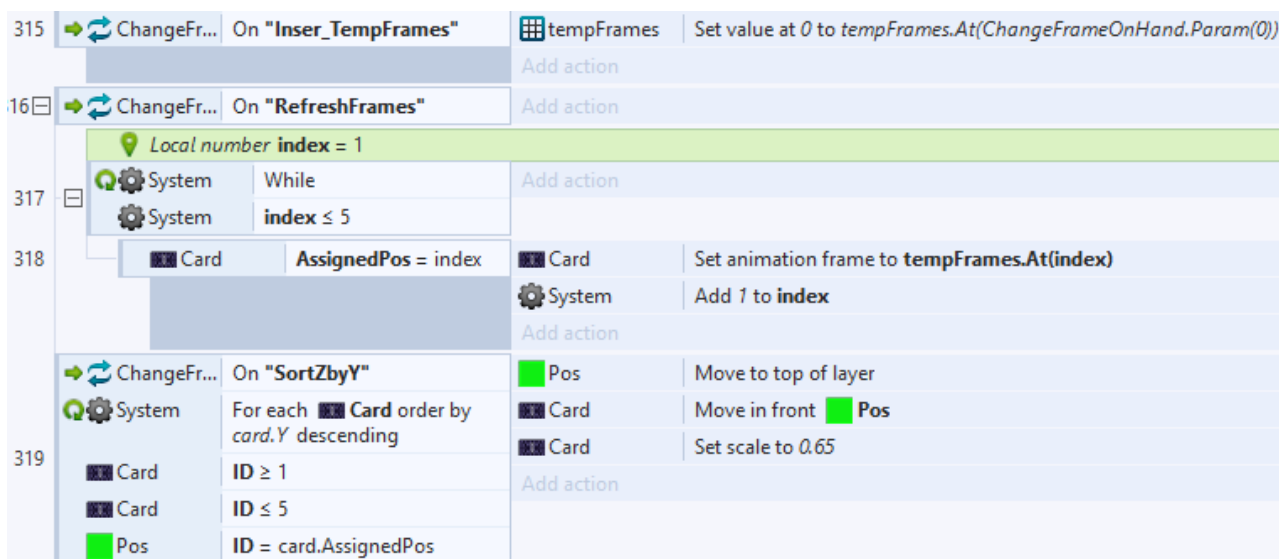 315 ChangeFr... On "Inser_TempFrames" tempFrames Set value at 0 to tempFrames.At(ChangeFrameOnHand.Param(0))
Add action
16 ChangeFr... On "RefreshFrames" Add action
Local number index = 1
317 System While Add action
System index ≤ 5
318 Card AssignedPos = index Card Set animation frame to tempFrames.At(index)
System Add 1 to index
Add action
319 ChangeFr... On "SortZbyY" Pos Move to top of layer
System For each Card order by card.Y descending Card Move in front Pos
Card Set scale to 0.65
Card ID ≥ 1 Add action
Card ID ≤ 5
Pos ID = card.AssignedPos